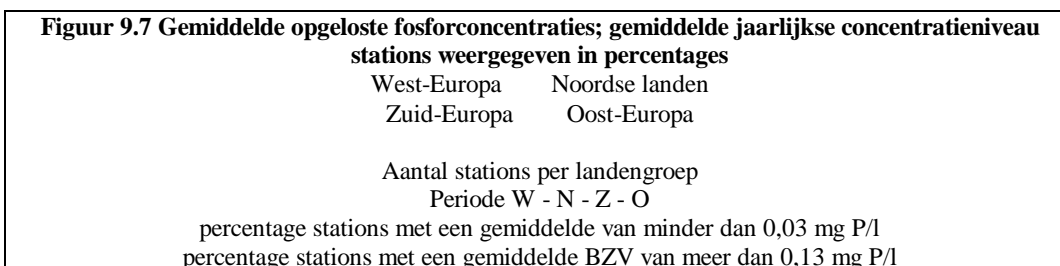 Figuur 9.7 Gemiddelde opgeloste fosforconcentraties; gemiddelde jaarlijkse concentratieniveau
stations weergegeven in percentages
West-Europa Noordse landen
Zuid-Europa Oost-Europa
Aantal stations per landengroep
Periode W - N - Z - O
percentage stations met een gemiddelde van minder dan 0,03 mg P/l
percentage stations met een gemiddelde BZV van meer dan 0,13 mg P/l